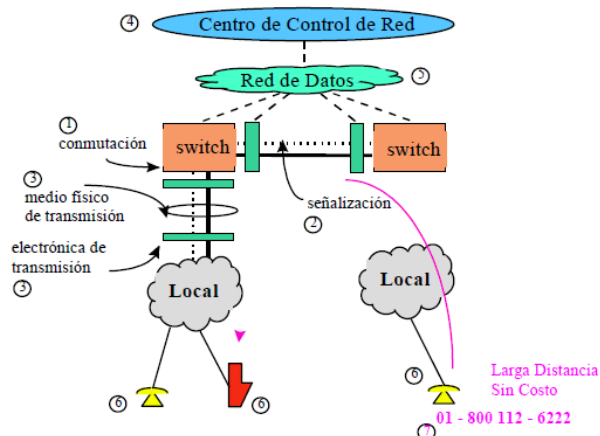 ④ Centro de Control de Red
Red de Datos ⑤
①
conmutación
switch
switch
③
medio físico
de transmisión
señalización
②
electrónica de
transmisión
③
Local
Local
⑥
⑥
⑥
Larga Distancia
Sin Costo
01 - 800 112 - 6222
⑦